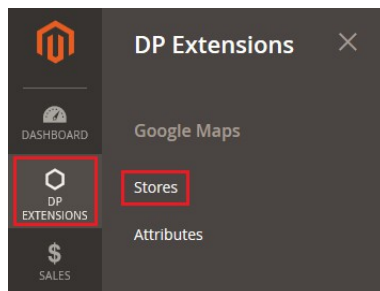 DP Extensions
DASHBOARD
Google Maps
DP
EXTENSIONS
Stores
Attributes
$
SALES